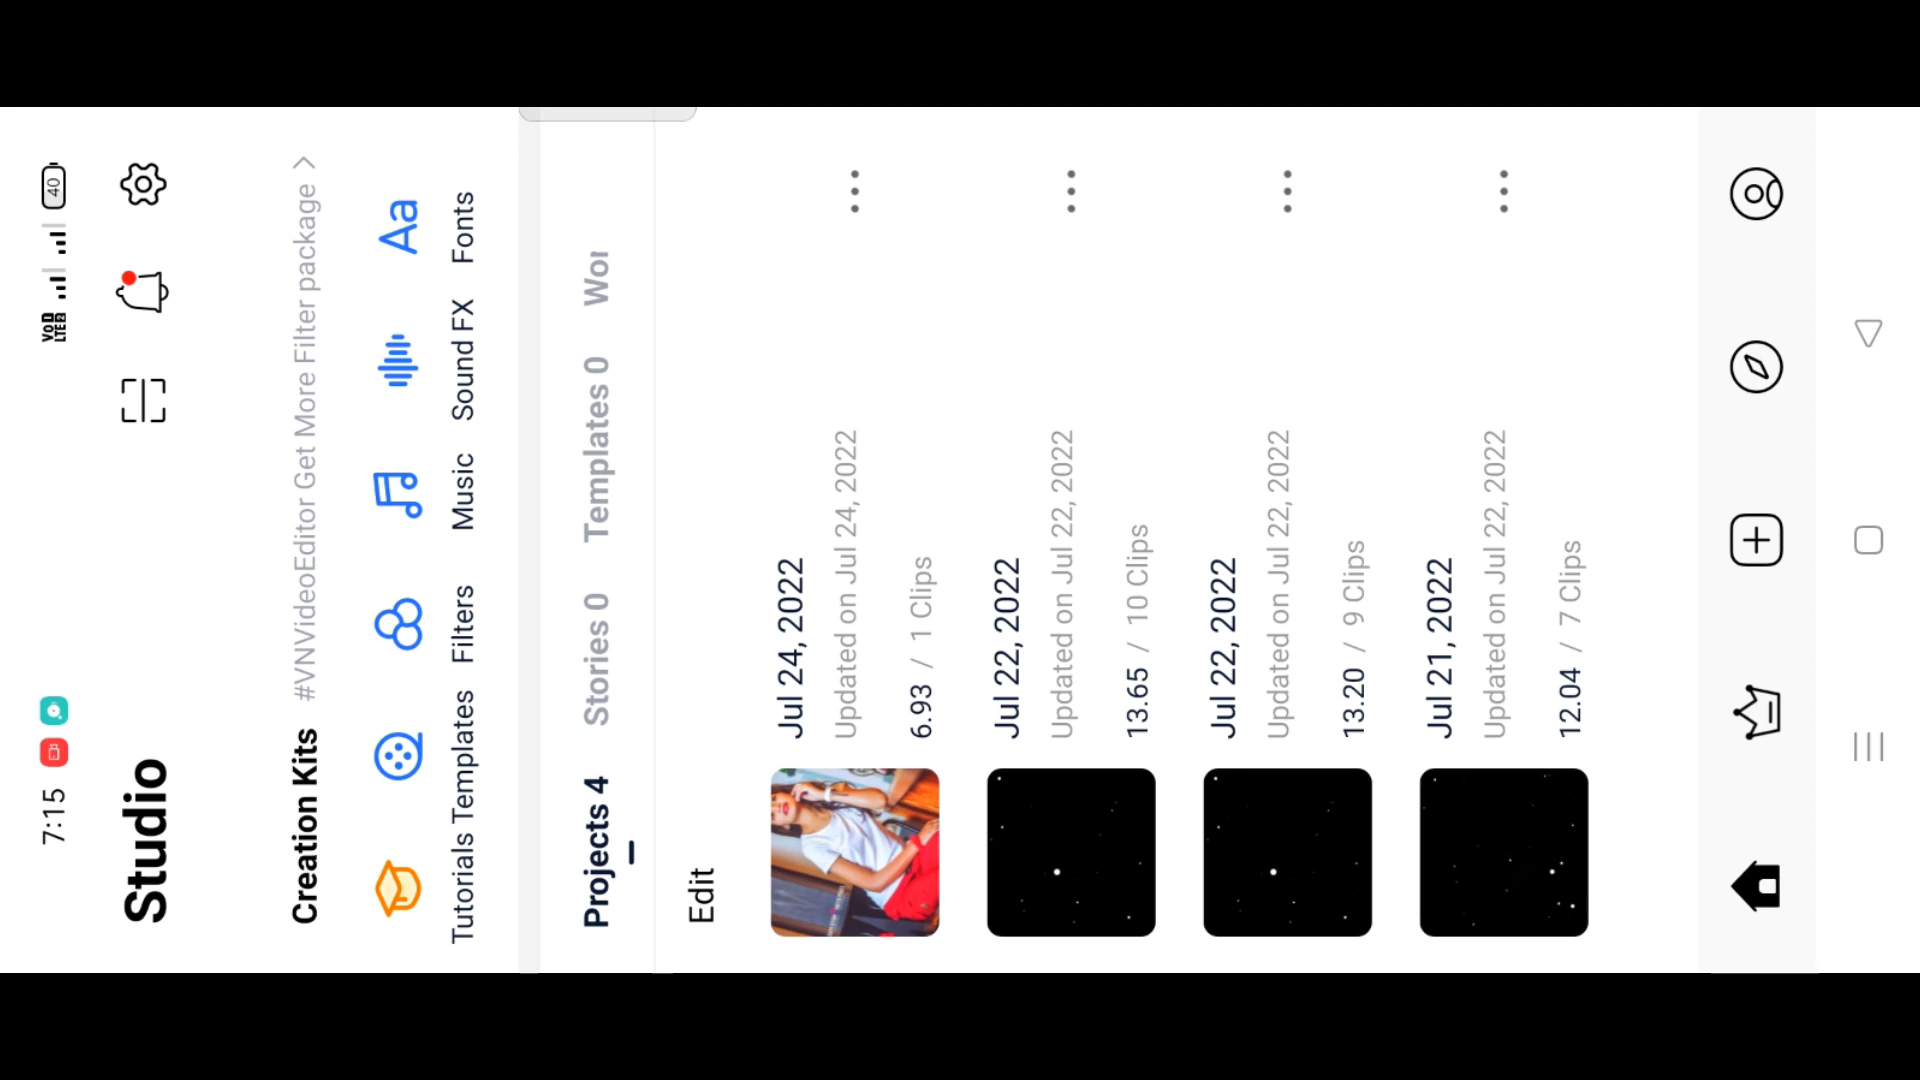 7:15
VoD LTE2
40
Studio
Creation Kits
#VNVideoEditor Get More Filter package >
Tutorials
Templates
Filters
Music
Sound FX
Aa
Fonts
Projects 4
Stories 0
Templates 0
Wor
Edit
Jul 24, 2022
Updated on Jul 24, 2022
6.93 / 1 Clips
Jul 22, 2022
Updated on Jul 22, 2022
13.65 / 10 Clips
Jul 22, 2022
Updated on Jul 22, 2022
13.20 / 9 Clips
Jul 21, 2022
Updated on Jul 22, 2022
12.04 / 7 Clips